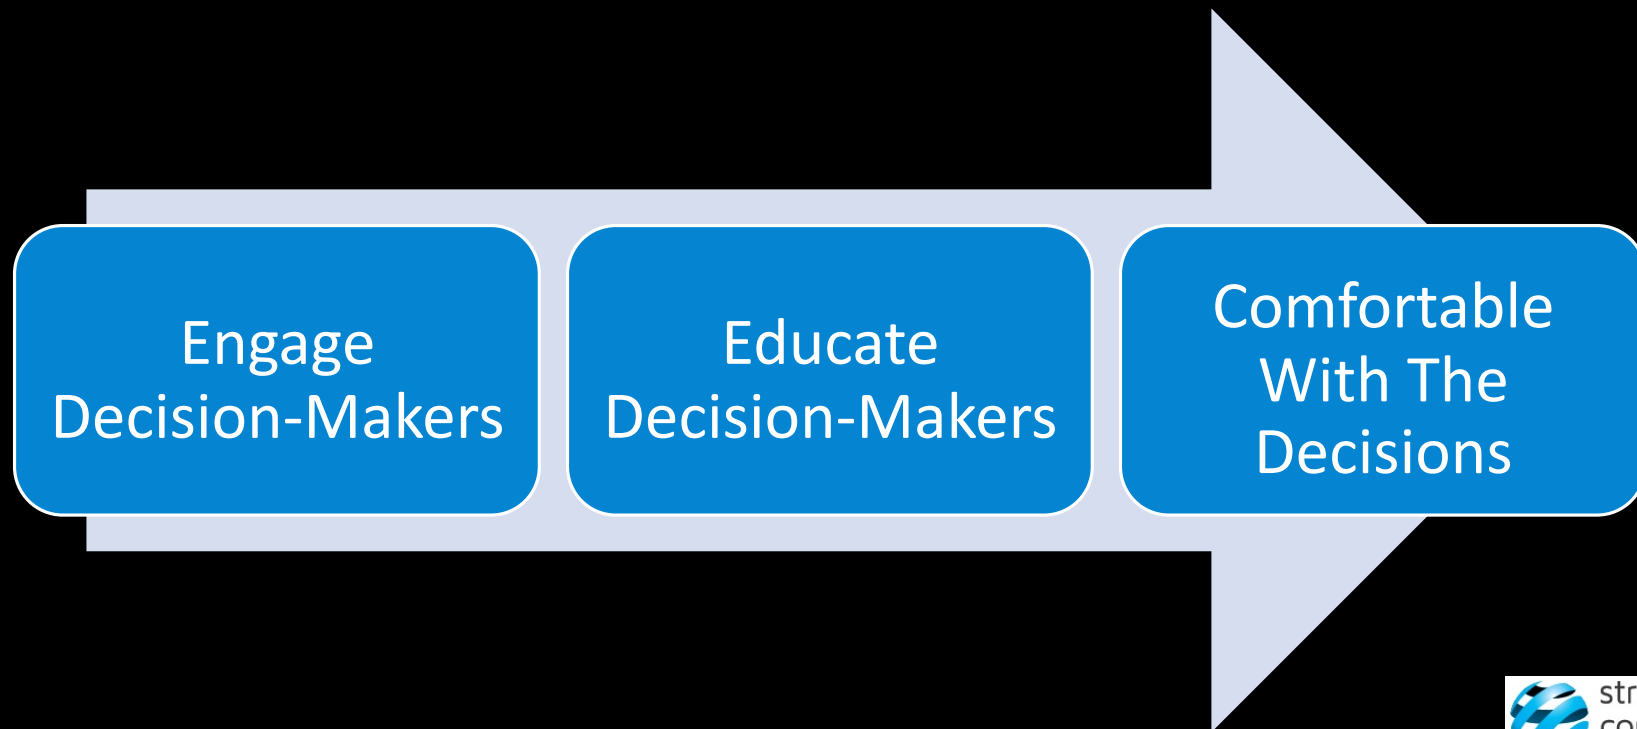 Engage
Decision-Makers
Educate
Decision-Makers
Comfortable
With The
Decisions